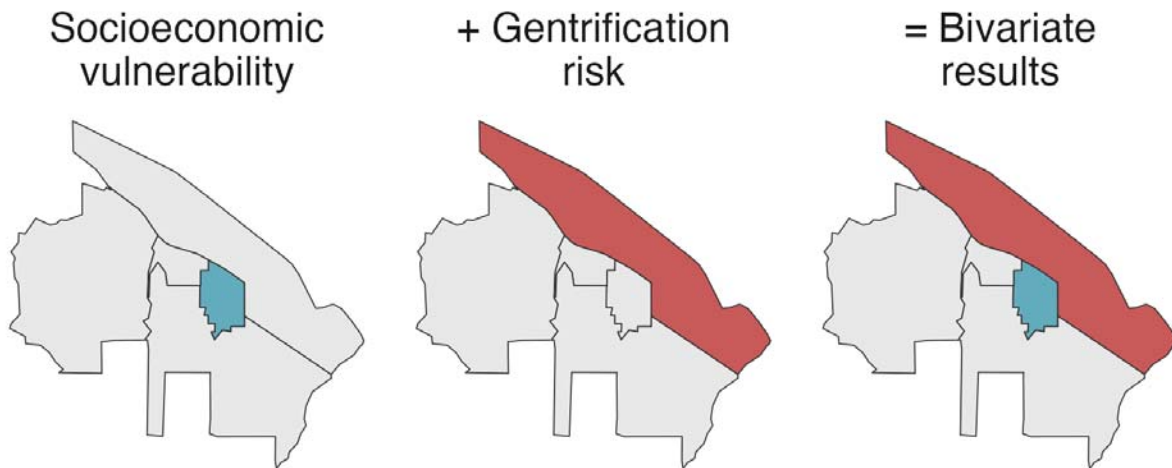 Socioeconomic
vulnerability
+ Gentrification
risk
= Bivariate
results